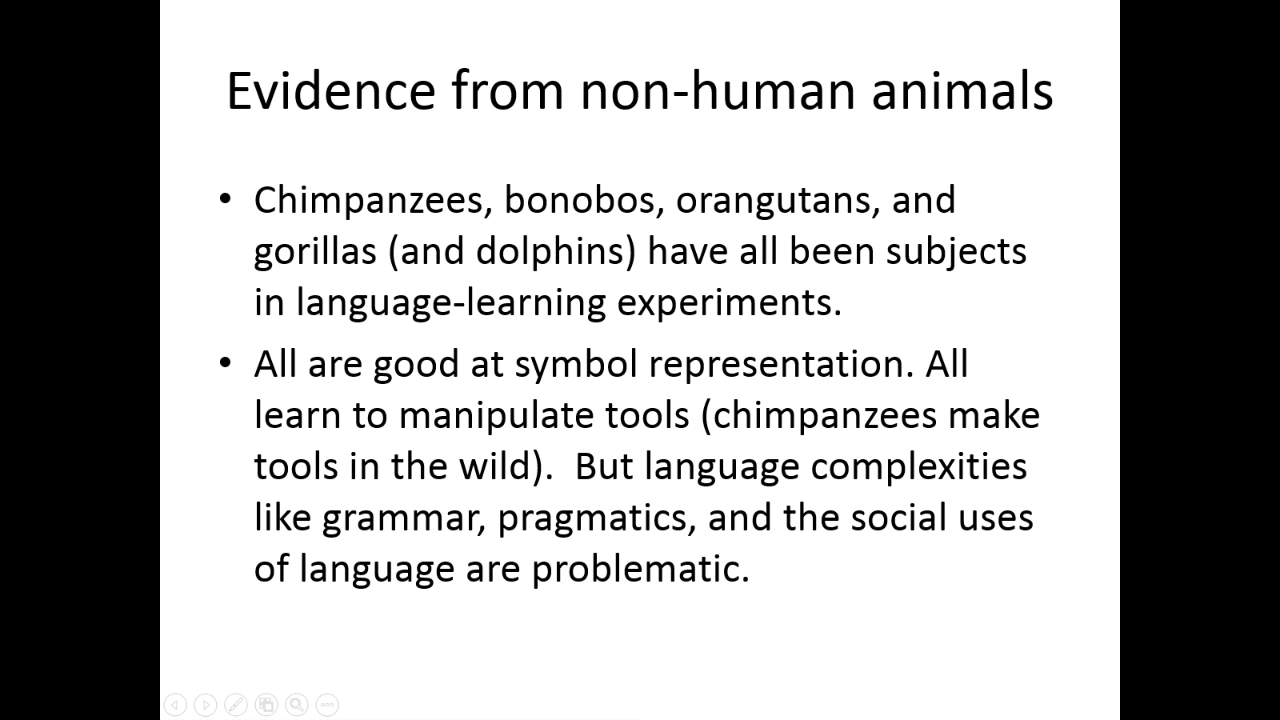 Evidence from non-human animals
• Chimpanzees, bonobos, orangutans, and
gorillas (and dolphins) have all been subjects
in language-learning experiments.
• All are good at symbol representation. All
learn to manipulate tools (chimpanzees make
tools in the wild).  But language complexities
like grammar, pragmatics, and the social uses
of language are problematic.